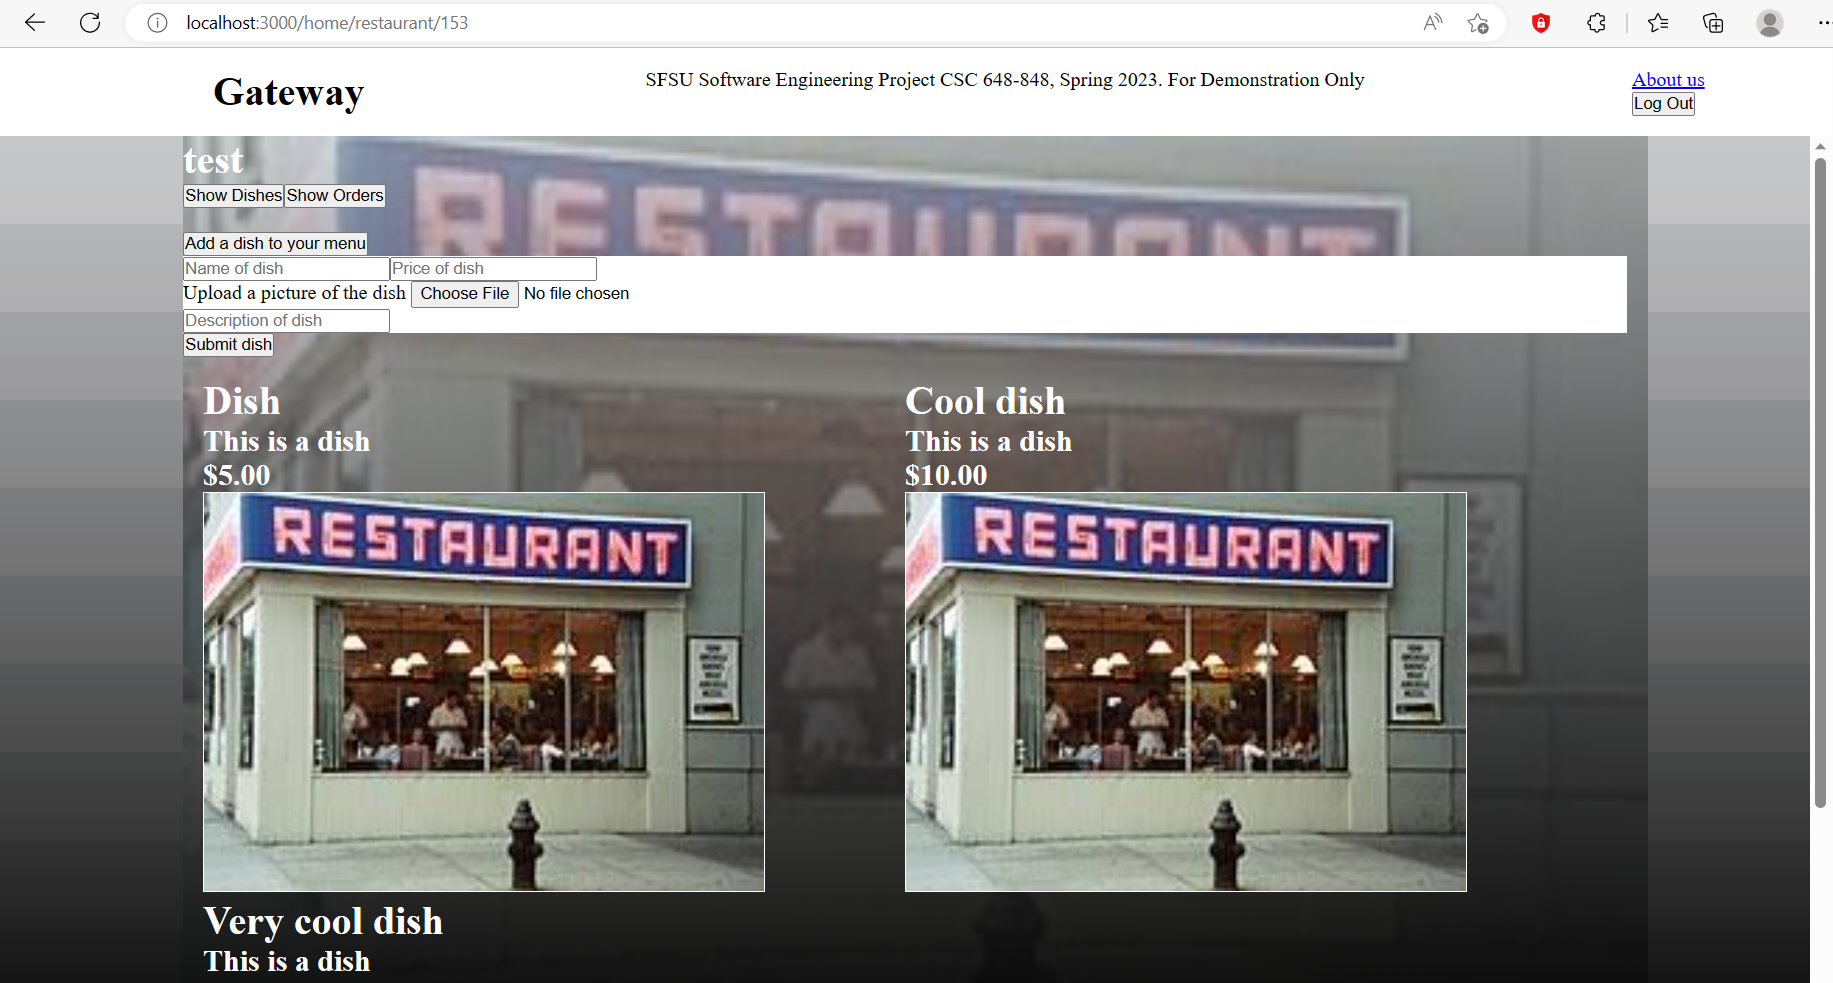 localhost:3000/home/restaurant/153
Gateway
SFSU Software Engineering Project CSC 648-848, Spring 2023. For Demonstration Only
About us
Log Out
test
RESTAURANT
Show Dishes Show Orders
Add a dish to your menu
Name of dish Price of dish
Upload a picture of the dish Choose File No file chosen
Description of dish
Submit dish
Dish
This is a dish
$5.00
RESTAURANT
Cool dish
This is a dish
$10.00
RESTAURANT
Very cool dish
This is a dish